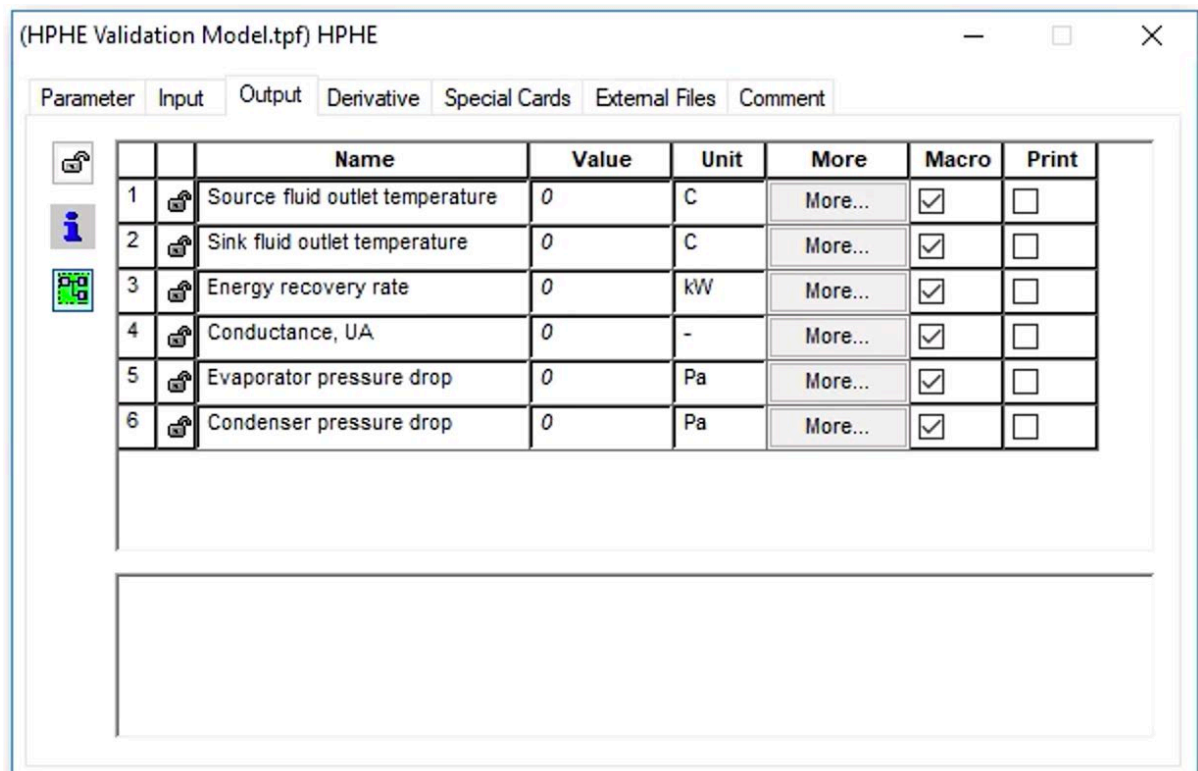 (HPHE Validation Model.tpf) HPHE
Parameter Input Output Derivative Special Cards External Files Comment
Name Value Unit More Macro Print
1 Source fluid outlet temperature 0 C More...
2 Sink fluid outlet temperature 0 C More...
3 Energy recovery rate 0 kW More...
4 Conductance, UA 0 - More...
5 Evaporator pressure drop 0 Pa More...
6 Condenser pressure drop 0 Pa More...